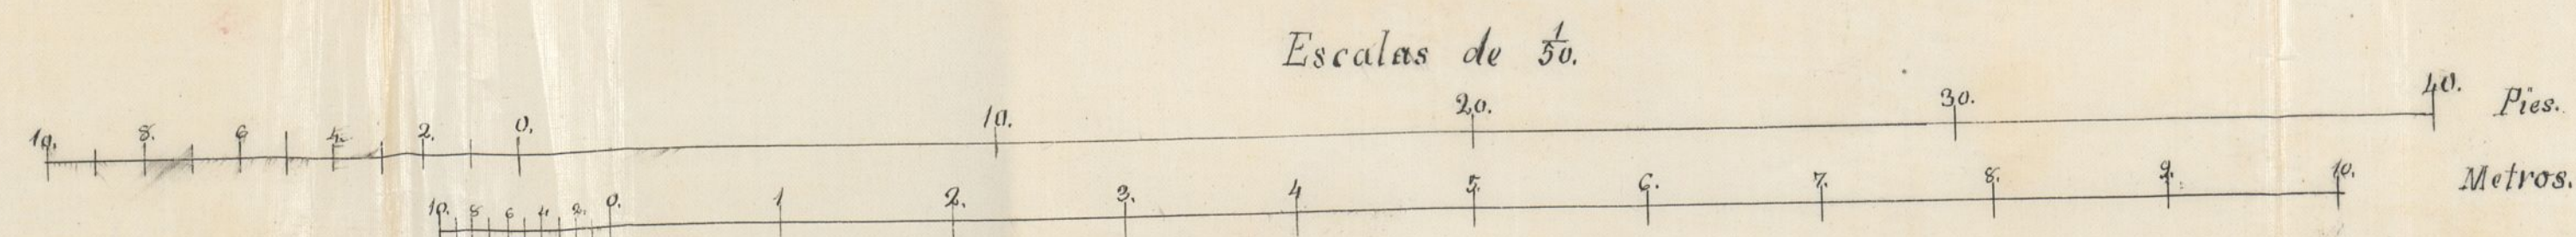 Escalas de 1/50.
10. 8. 6 4. 2. 0. 10. 20. 30. 40. Pies.
10. 8 6 4 2. 0. 1 2. 3. 4 5. 6. 7. 8. 9. 10. Metros.